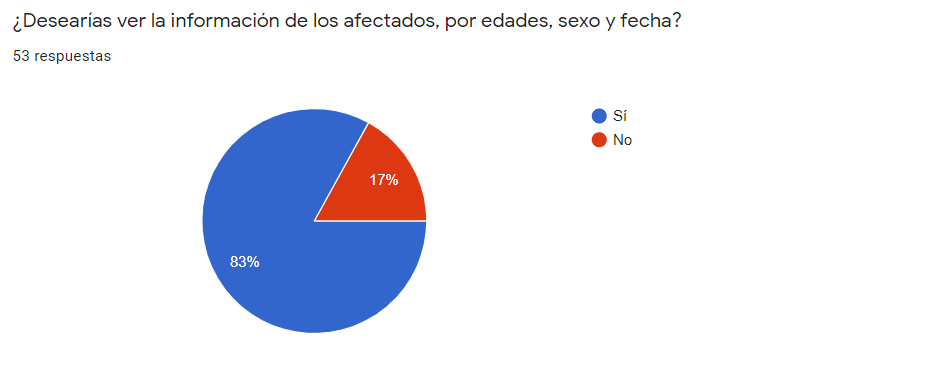 ¿Desearías ver la información de los afectados, por edades, sexo y fecha?
53 respuestas
Sí
No
17%
83%